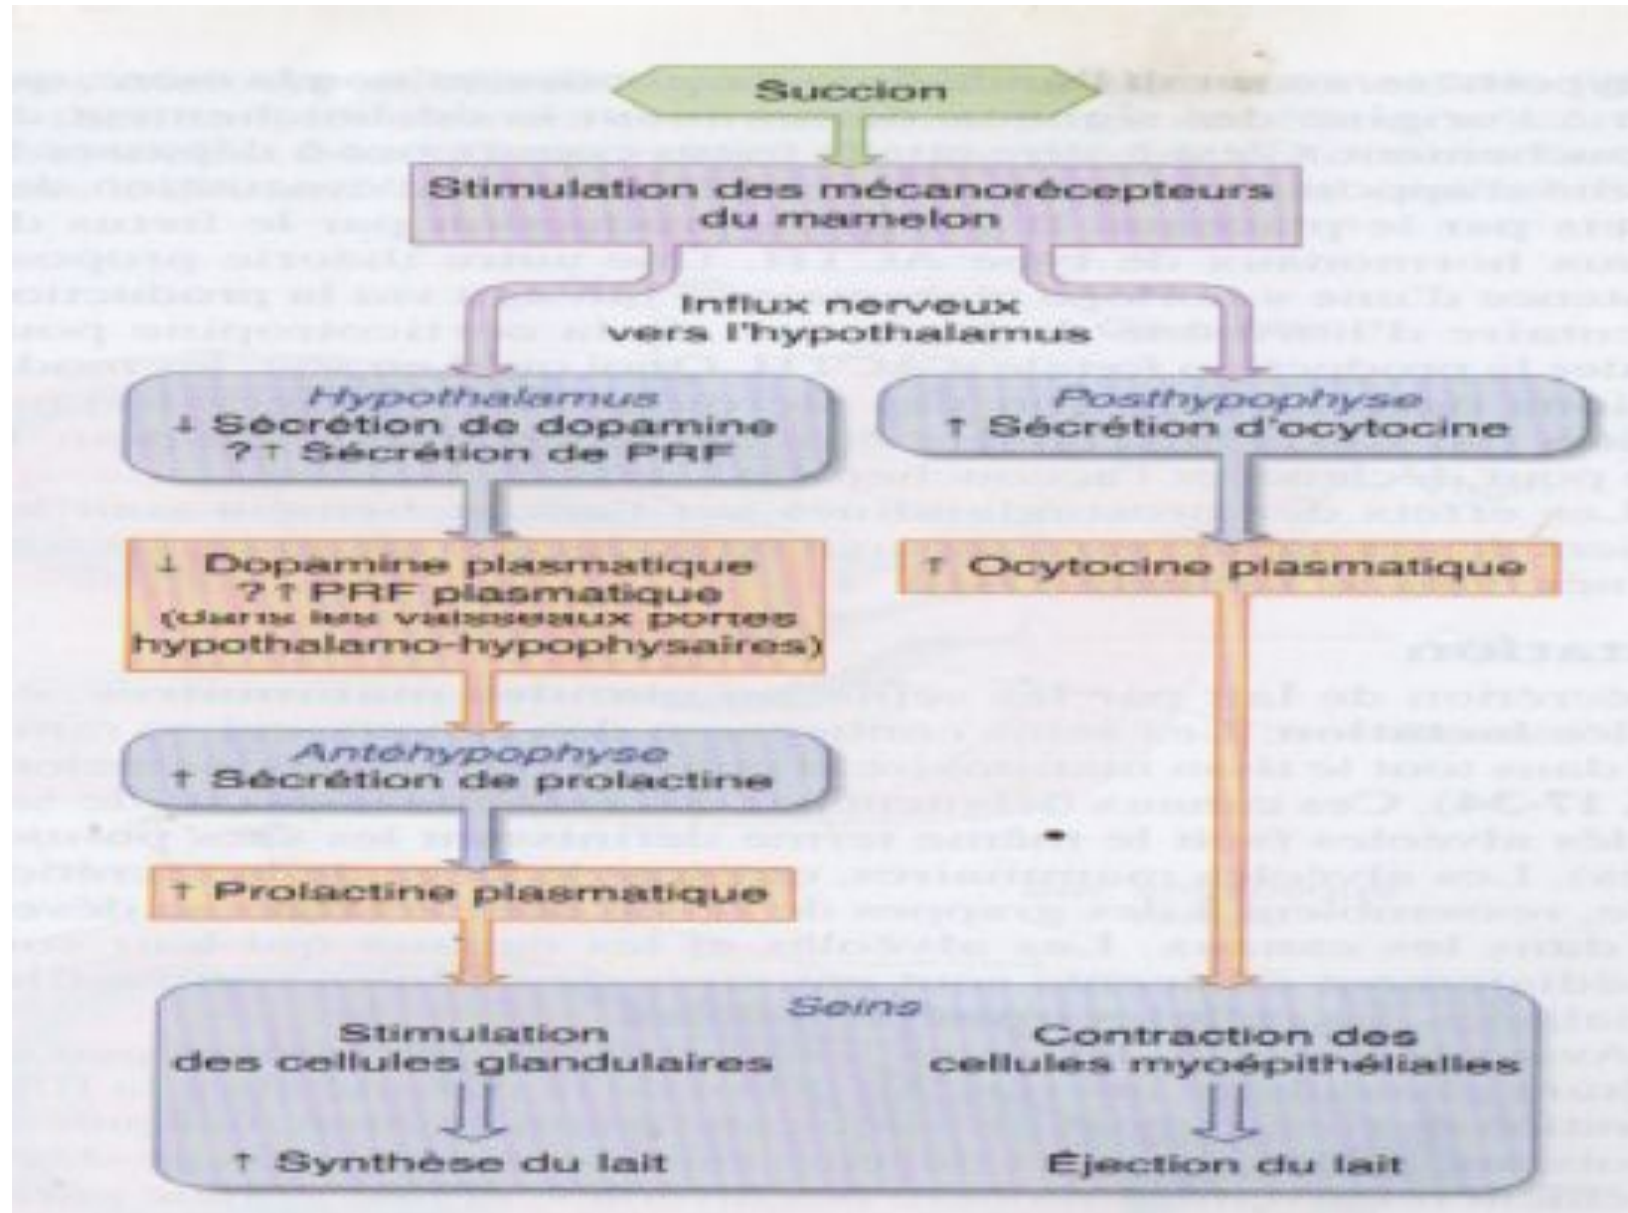 Succion
Stimulation des mécanorécepteurs
du mamelon
Influx nerveux
vers l'hypothalamus
Hypothalamus
↓ Sécrétion de dopamine
?↑ Sécrétion de PRF
↓ Dopamine plasmatique
?↑ PRF plasmatique
(dans les vaisseaux portes
hypothalamo-hypophysaires)
Antéhypophyse
↑ Sécrétion de prolactine
↑ Prolactine plasmatique
Posthypophyse
↑ Sécrétion d'ocytocine
↑ Ocytocine plasmatique
Seins
Stimulation
des cellules glandulaires
↑ Synthèse du lait
Contraction des
cellules myoépithélialles
Éjection du lait